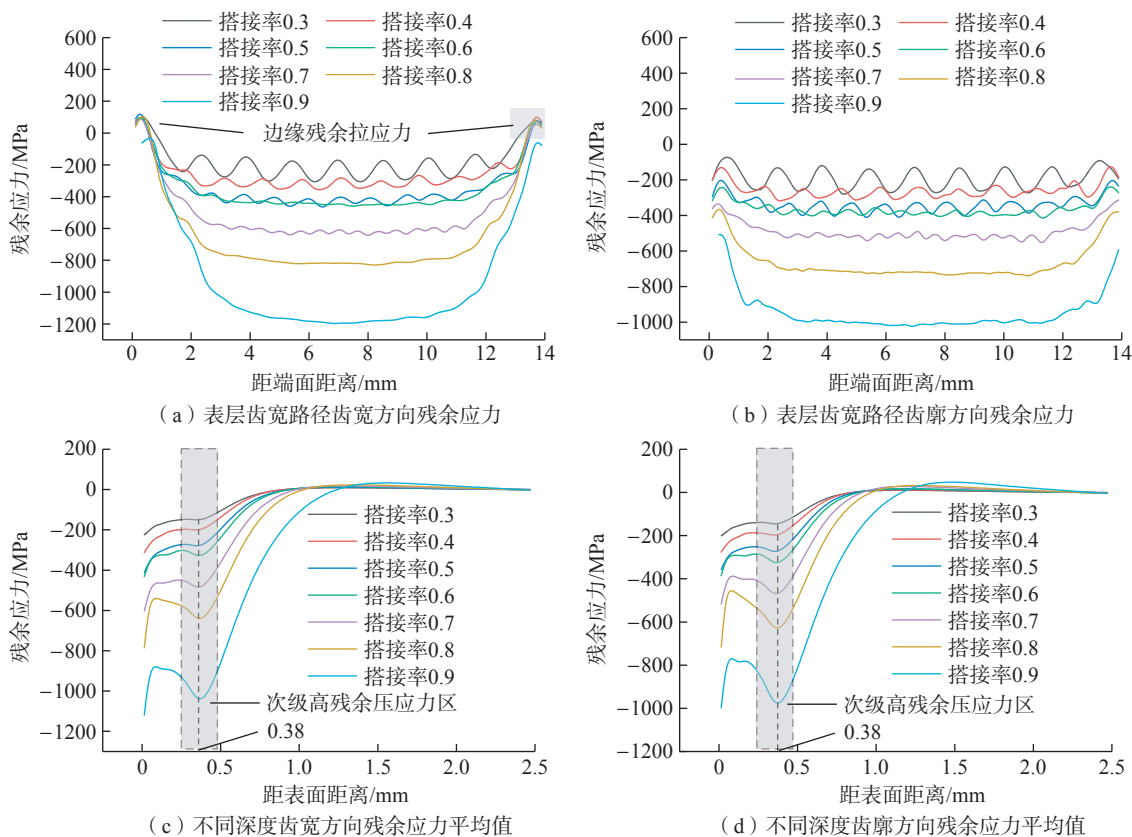 搭接率0.3 搭接率0.4
搭接率0.5 搭接率0.6
搭接率0.7 搭接率0.8
搭接率0.9
边缘残余拉应力
残余应力/MPa
600
400
200
0
−200
−400
−600
−800
−1000
−1200
0 2 4 6 8 10 12 14
距端面距离/mm
（a）表层齿宽路径齿宽方向残余应力
搭接率0.3 搭接率0.4
搭接率0.5 搭接率0.6
搭接率0.7 搭接率0.8
搭接率0.9
残余应力/MPa
600
400
200
0
−200
−400
−600
−800
−1000
0 2 4 6 8 10 12 14
距端面距离/mm
（b）表层齿宽路径齿廓方向残余应力
残余应力/MPa
200
0
−200
−400
−600
−800
−1000
−1200
搭接率0.3
搭接率0.4
搭接率0.5
搭接率0.6
搭接率0.7
搭接率0.8
搭接率0.9
次级高残余压应力区
0.38
0 0.5 1.0 1.5 2.0 2.5
距表面距离/mm
（c）不同深度齿宽方向残余应力平均值
残余应力/MPa
200
0
−200
−400
−600
−800
−1000
−1200
搭接率0.3
搭接率0.4
搭接率0.5
搭接率0.6
搭接率0.7
搭接率0.8
搭接率0.9
次级高残余压应力区
0.38
0 0.5 1.0 1.5 2.0 2.5
距表面距离/mm
（d）不同深度齿廓方向残余应力平均值